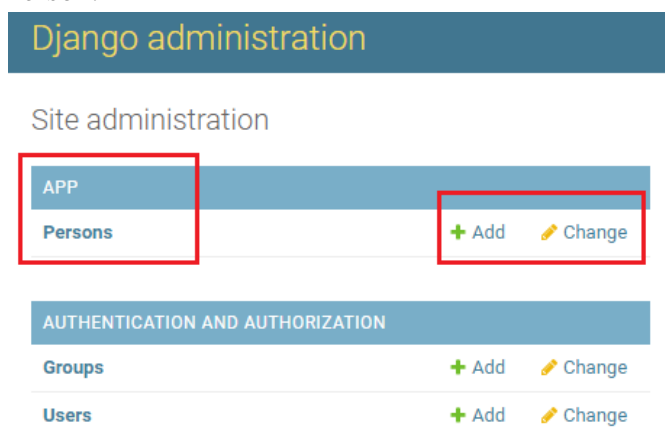 Django administration
Site administration
APP
Persons + Add Change
AUTHENTICATION AND AUTHORIZATION
Groups + Add Change
Users + Add Change